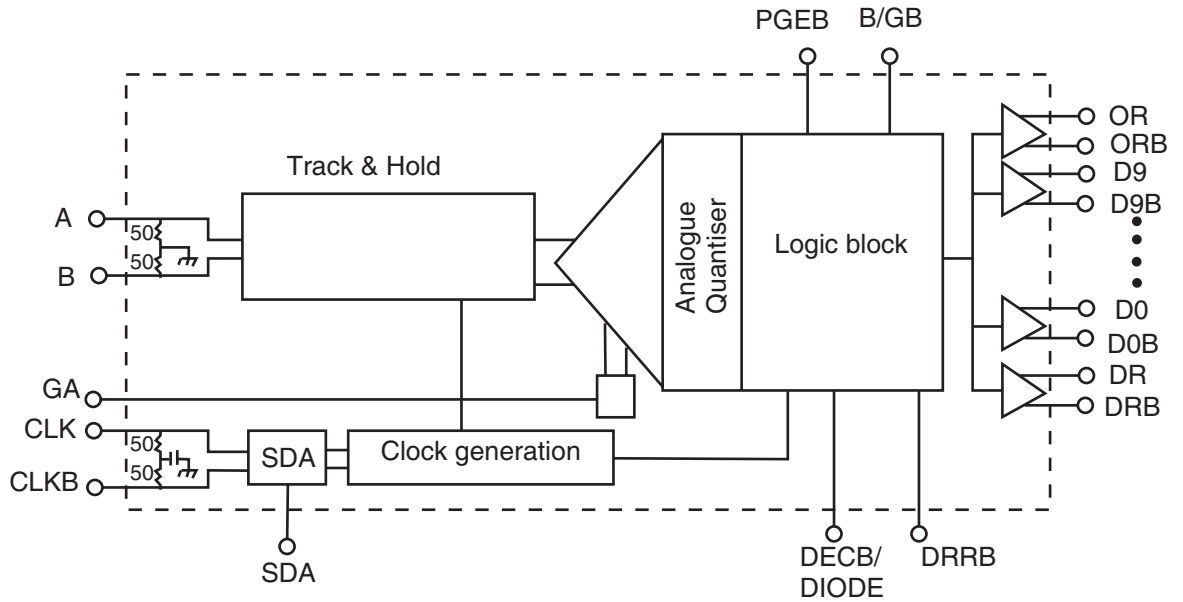 PGEB
B/GB
Track & Hold
A
50
50
B
Analogue
Quantiser
Logic block
OR
ORB
D9
D9B
D0
D0B
DR
DRB
GA
CLK
50
50
CLKB
SDA
Clock generation
SDA
DECB/
DIODE
DRRB